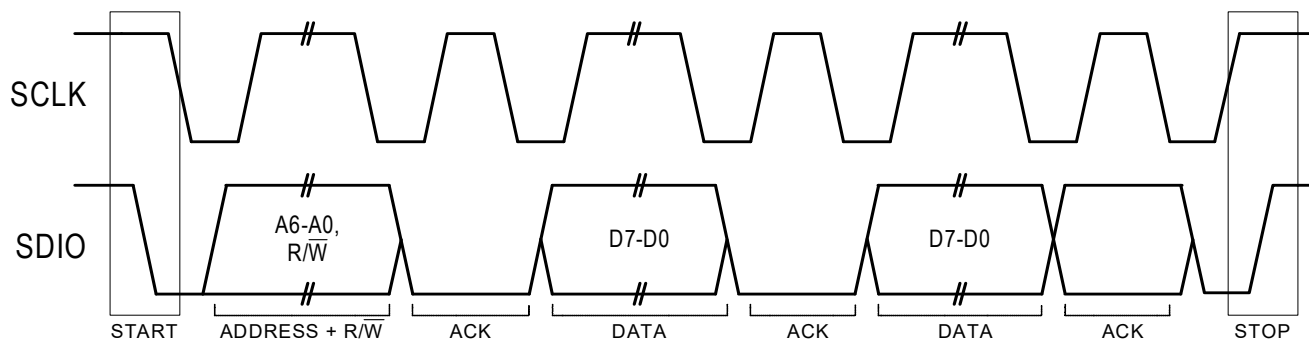 SCLK
SDIO
A6-A0,
R/W̅
D7-D0
D7-D0
START
ADDRESS + R/W̅
ACK
DATA
ACK
DATA
ACK
STOP